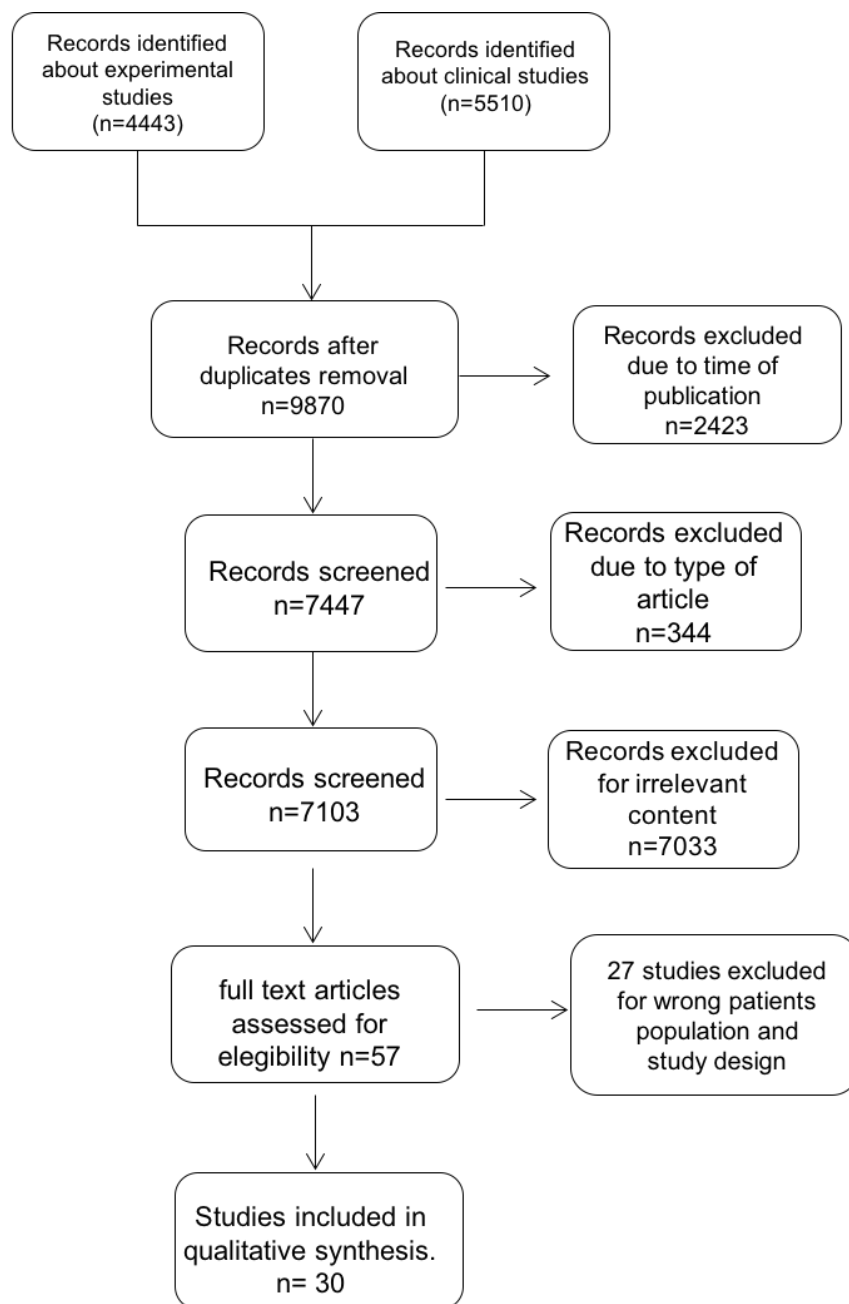 Records identified
about experimental
studies
(n=4443)
Records identified
about clinical studies
(n=5510)
Records after
duplicates removal
n=9870
Records excluded
due to time of
publication
n=2423
Records screened
n=7447
Records excluded
due to type of
article
n=344
Records screened
n=7103
Records excluded
for irrelevant
content
n=7033
full text articles
assessed for
elegibility n=57
27 studies excluded
for wrong patients
population and
study design
Studies included in
qualitative synthesis.
n= 30